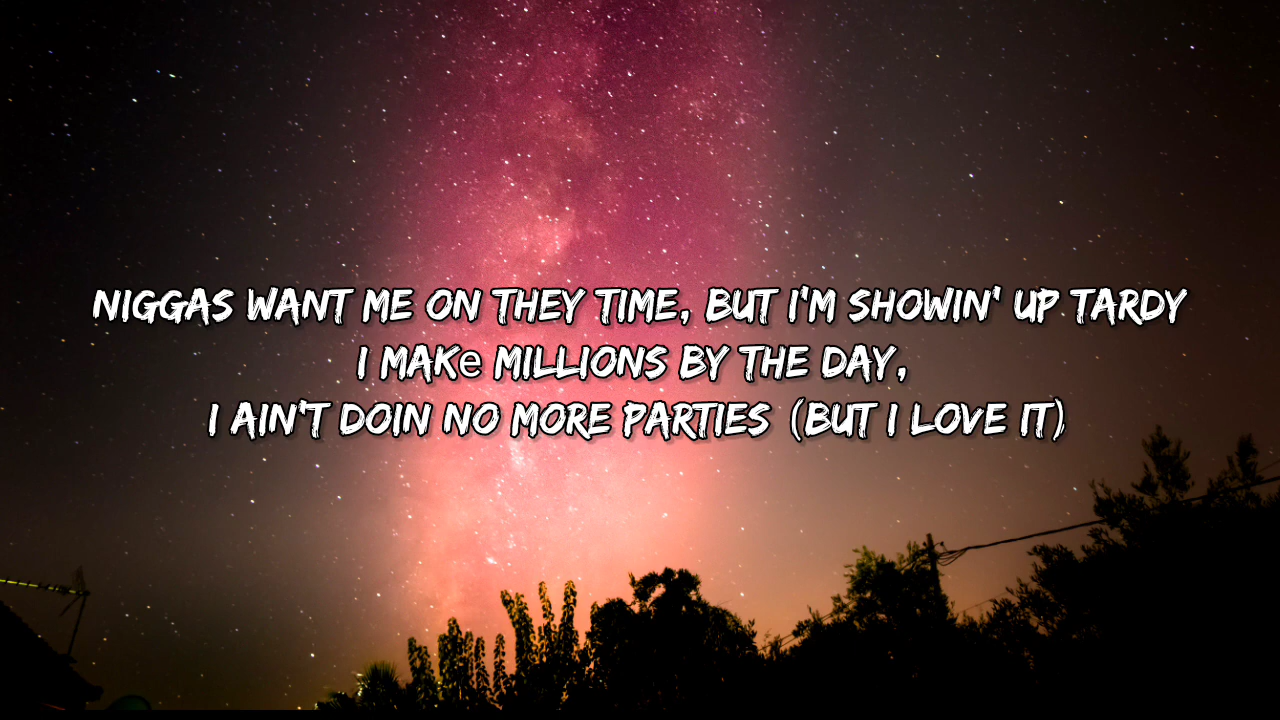 NIGGAS WANT ME ON THEY TIME, BUT I'M SHOWIN' UP TARDY
I MAKe MILLIONS BY THE DAY,
I AIN'T DOIN NO MORE PARTIES (BUT I LOVE IT)